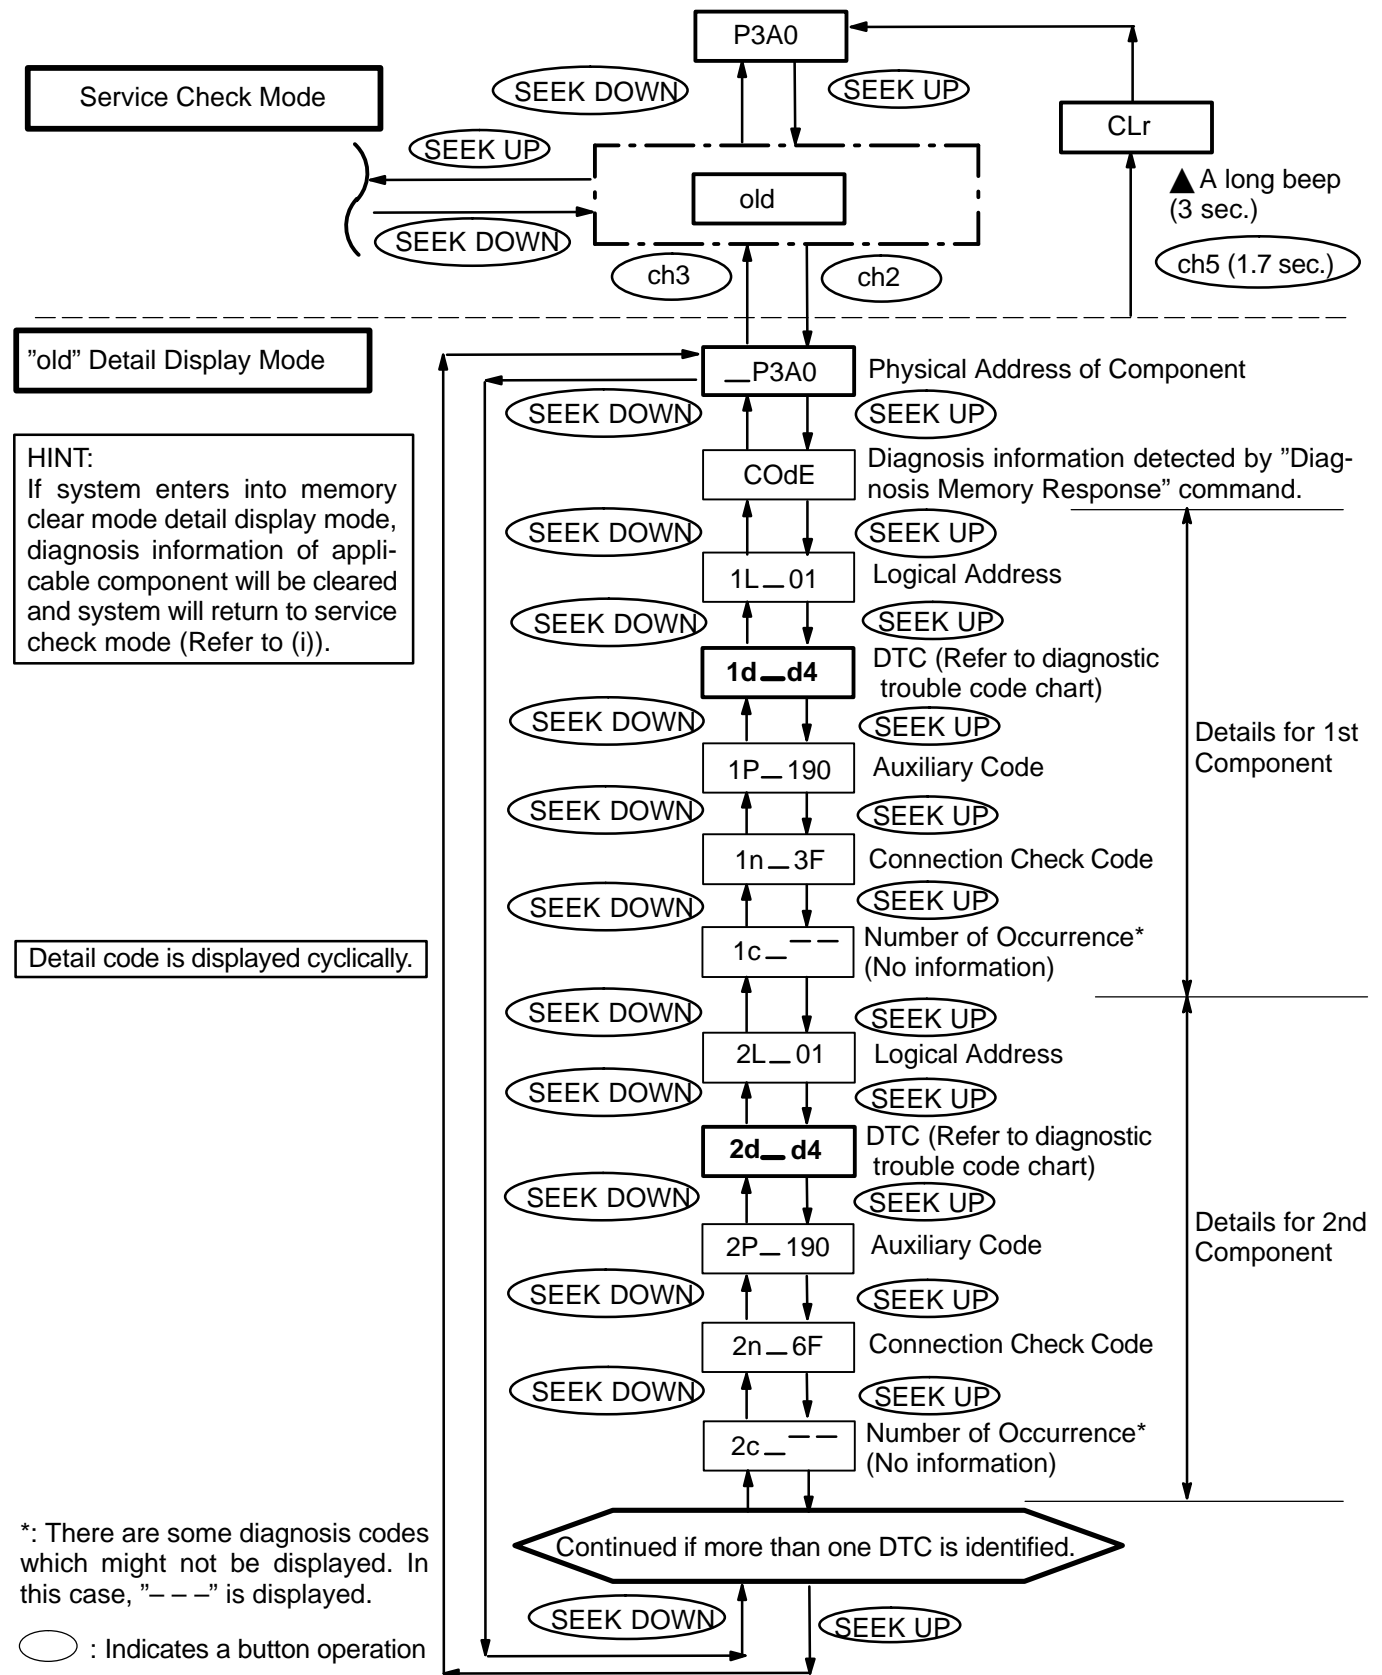 P3A0
Service Check Mode
SEEK DOWN
SEEK UP
CLr
SEEK UP
old
▲ A long beep
(3 sec.)
SEEK DOWN
ch3
ch2
ch5 (1.7 sec.)
”old” Detail Display Mode
_P3A0
Physical Address of Component
SEEK DOWN
SEEK UP
HINT:
If system enters into memory
clear mode detail display mode,
diagnosis information of appli-
cable component will be cleared
and system will return to service
check mode (Refer to (i)).
COdE
Diagnosis information detected by ”Diag-
nosis Memory Response” command.
SEEK DOWN
SEEK UP
1L_01
Logical Address
SEEK DOWN
SEEK UP
1d_d4
DTC (Refer to diagnostic
trouble code chart)
SEEK DOWN
SEEK UP
Details for 1st
Component
1P_190
Auxiliary Code
SEEK DOWN
SEEK UP
1n_3F
Connection Check Code
SEEK DOWN
SEEK UP
Detail code is displayed cyclically.
1c_ ¯ ¯
Number of Occurrence*
(No information)
SEEK DOWN
SEEK UP
2L_01
Logical Address
SEEK DOWN
SEEK UP
2d_d4
DTC (Refer to diagnostic
trouble code chart)
SEEK DOWN
SEEK UP
Details for 2nd
Component
2P_190
Auxiliary Code
SEEK DOWN
SEEK UP
2n_6F
Connection Check Code
SEEK DOWN
SEEK UP
2c_ ¯ ¯
Number of Occurrence*
(No information)
*: There are some diagnosis codes
which might not be displayed. In
this case, ”– – –” is displayed.
Continued if more than one DTC is identified.
SEEK DOWN
SEEK UP
: Indicates a button operation